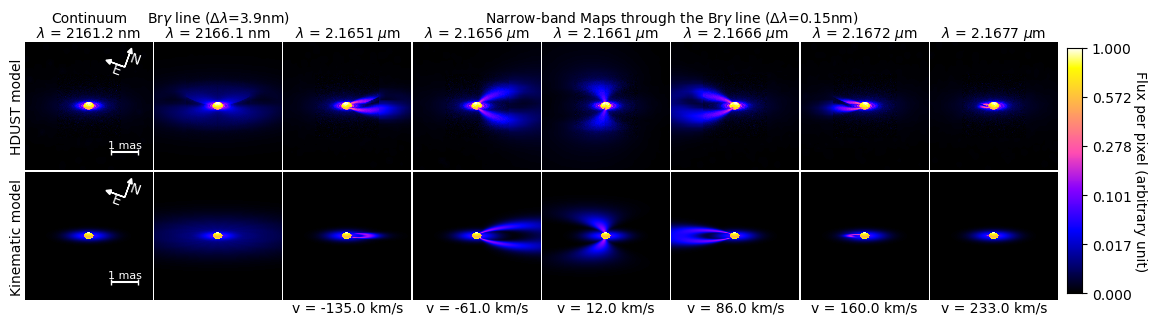 Continuum Brγ line (Δλ=3.9nm) Narrow-band Maps through the Brγ line (Δλ=0.15nm)
λ = 2161.2 nm λ = 2166.1 nm λ = 2.1651 μm λ = 2.1656 μm λ = 2.1661 μm λ = 2.1666 μm λ = 2.1672 μm λ = 2.1677 μm
HDUST model
N
E
1 mas
Kinematic model
N
E
1 mas
v = -135.0 km/s v = -61.0 km/s v = 12.0 km/s v = 86.0 km/s v = 160.0 km/s v = 233.0 km/s
1.000
0.572
0.278
0.101
0.017
0.000
Flux per pixel (arbitrary unit)